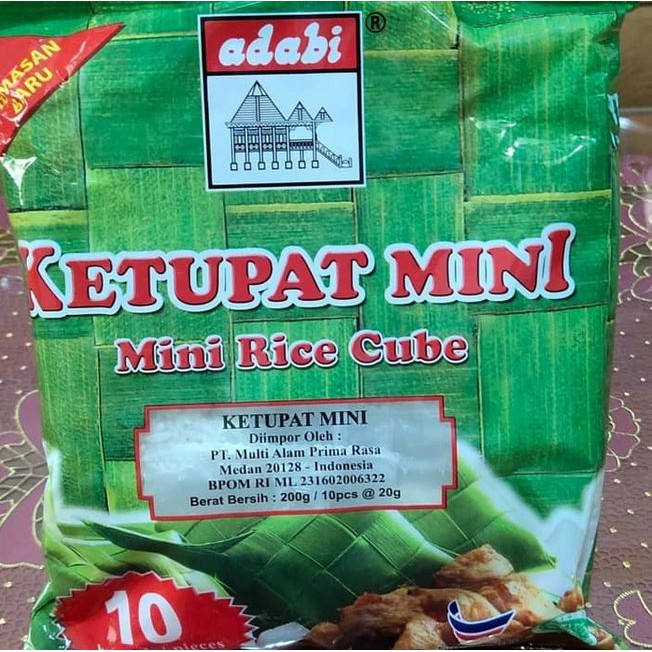 adabi
®
KEMASAN
BARU
KETUPAT MINI
Mini Rice Cube
KETUPAT MINI
Diimpor Oleh :
PT. Multi Alam Prima Rasa
Medan 20128 - Indonesia
BPOM RI ML 231602006322
Berat Bersih : 200g / 10pcs @ 20g
10
pieces